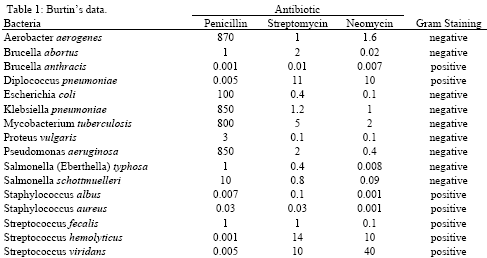 Table 1: Burtin's data. Antibiotic
Bacteria Penicillin Streptomycin Neomycin Gram Staining
Aerobacter aerogenes 870 1 1.6 negative
Brucella abortus 1 2 0.02 negative
Brucella anthracis 0.001 0.01 0.007 positive
Diplococcus pneumoniae 0.005 11 10 positive
Escherichia coli 100 0.4 0.1 negative
Klebsiella pneumoniae 850 1.2 1 negative
Mycobacterium tuberculosis 800 5 2 negative
Proteus vulgaris 3 0.1 0.1 negative
Pseudomonas aeruginosa 850 2 0.4 negative
Salmonella (Eberthella) typhosa 1 0.4 0.008 negative
Salmonella schottmuelleri 10 0.8 0.09 negative
Staphylococcus albus 0.007 0.1 0.001 positive
Staphylococcus aureus 0.03 0.03 0.001 positive
Streptococcus fecalis 1 1 0.1 positive
Streptococcus hemolyticus 0.001 14 10 positive
Streptococcus viridans 0.005 10 40 positive